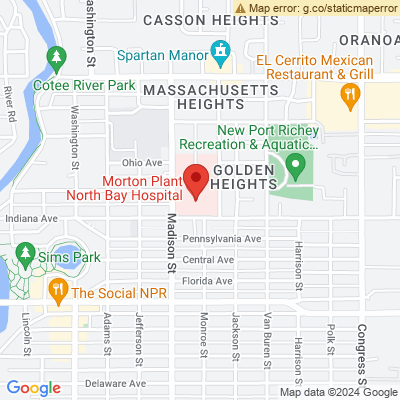 Map error: g.co/staticmaperror
CASSON HEIGHTS
ORANOA
Washington St
Spartan Manor
EL Cerrito Mexican
Restaurant & Grill
Cotee River Park
MASSACHUSETTS
HEIGHTS
River Rd
Washington St
New Port Richey
Recreation & Aquatic...
Ohio Ave
GOLDEN
HEIGHTS
Morton Plant
North Bay Hospital
Indiana Ave
Madison St
Pennsylvania Ave
Harrison St
Sims Park
Central Ave
Florida Ave
The Social NPR
Lincoln St
Adams St
Jefferson St
Monroe St
Jackson St
Van Buren St
Harrison St
Polk St
Congress S
Delaware Ave
Google
Map data ©2024 Google